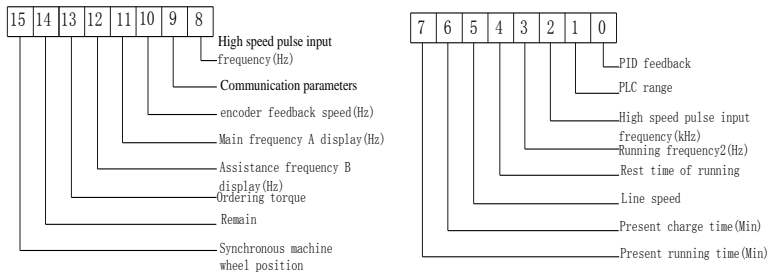 15 14 13 12 11 10 9 8
High speed pulse input
frequency(Hz)
Communication parameters
encoder feedback speed(Hz)
Main frequency A display(Hz)
Assistance frequency B
display(Hz)
Ordering torque
Remain
Synchronous machine
wheel position
7 6 5 4 3 2 1 0
PID feedback
PLC range
High speed pulse input
frequency(kHz)
Running frequency2(Hz)
Rest time of running
Line speed
Present charge time(Min)
Present running time(Min)